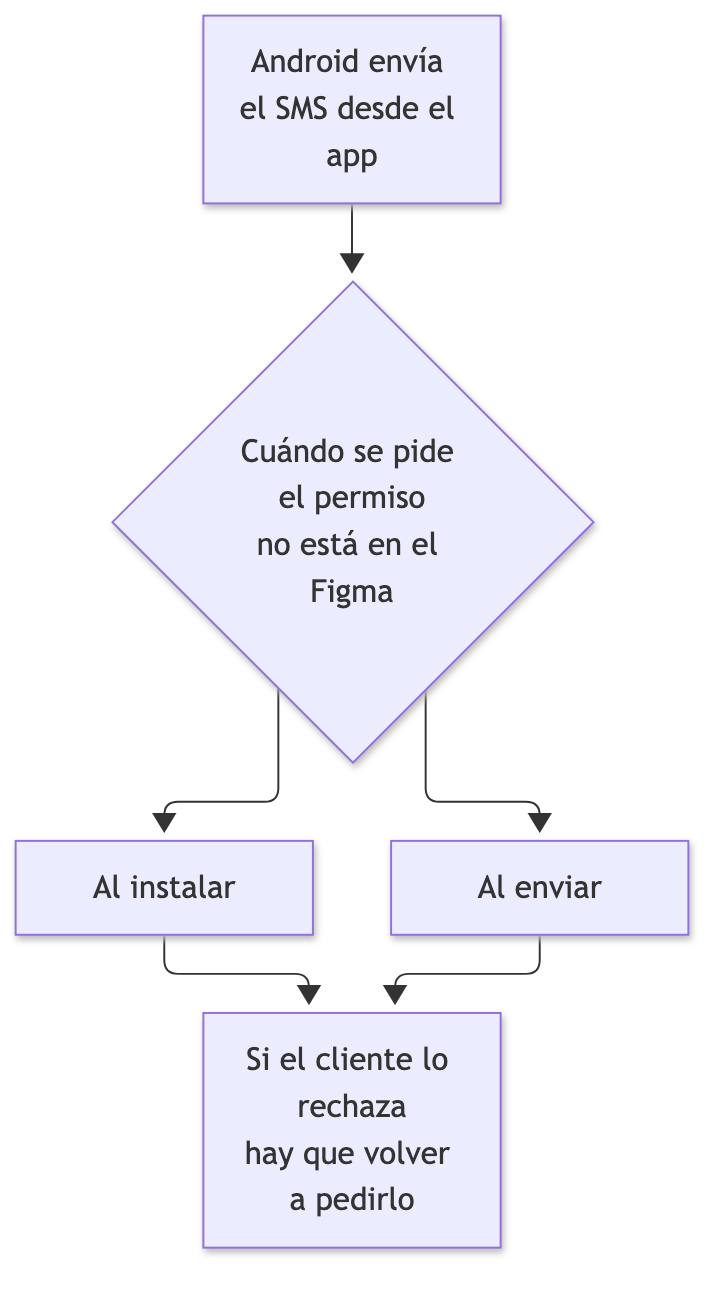 Android envía
el SMS desde el
app
Cuándo se pide
el permiso
no está en el
Figma
Al instalar
Al enviar
Si el cliente lo
rechaza
hay que volver
a pedirlo